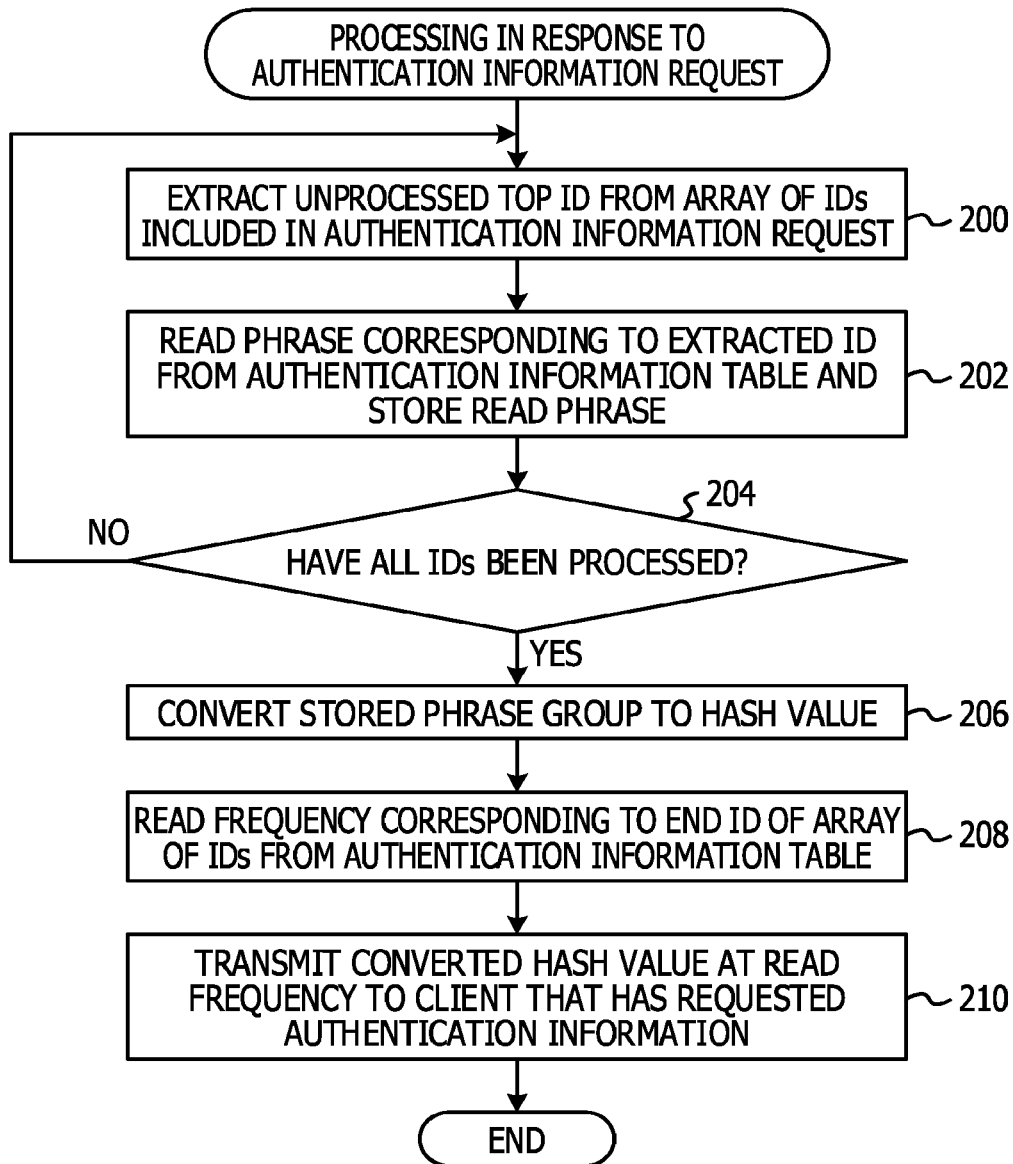 PROCESSING IN RESPONSE TO
AUTHENTICATION INFORMATION REQUEST
EXTRACT UNPROCESSED TOP ID FROM ARRAY OF IDs
INCLUDED IN AUTHENTICATION INFORMATION REQUEST
200
READ PHRASE CORRESPONDING TO EXTRACTED ID
FROM AUTHENTICATION INFORMATION TABLE AND
STORE READ PHRASE
202
204
NO
HAVE ALL IDs BEEN PROCESSED?
YES
CONVERT STORED PHRASE GROUP TO HASH VALUE
206
READ FREQUENCY CORRESPONDING TO END ID OF ARRAY
OF IDs FROM AUTHENTICATION INFORMATION TABLE
208
TRANSMIT CONVERTED HASH VALUE AT READ
FREQUENCY TO CLIENT THAT HAS REQUESTED
AUTHENTICATION INFORMATION
210
END